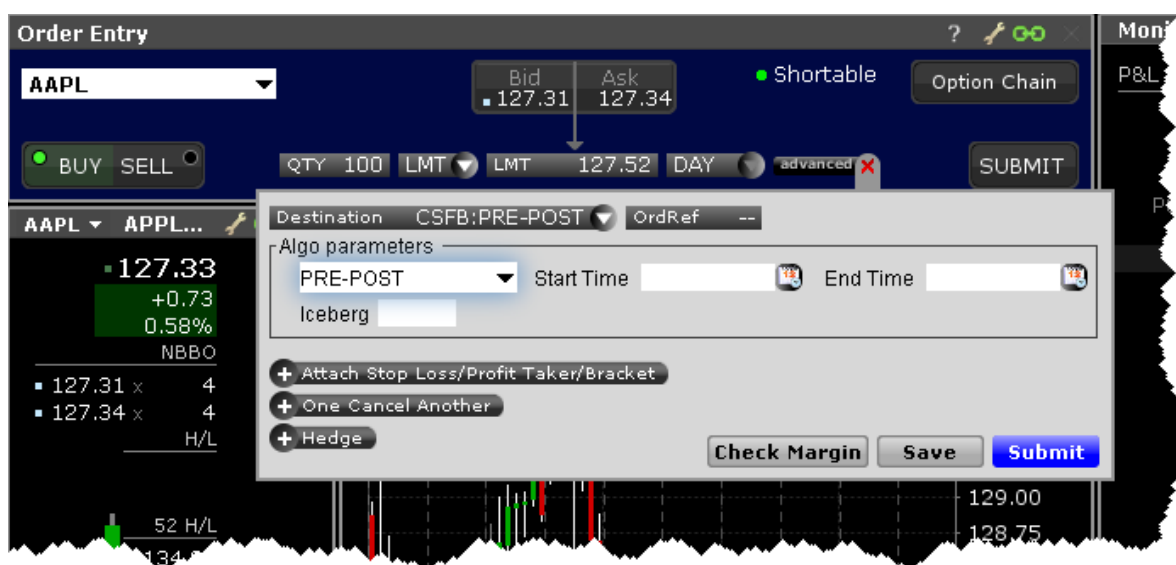 Order Entry ?
Moni
AAPL
Bid Ask
127.31 127.34
Shortable
Option Chain
P&L
BUY SELL
QTY 100 LMT LMT 127.52 DAY advanced
SUBMIT
AAPL APPL...
Destination CSFB:PRE-POST OrdRef --
P
Algo parameters
127.33
PRE-POST Start Time End Time
+0.73
Iceberg
0.58%
NBBO
127.31 x 4
Attach Stop Loss/Profit Taker/Bracket
127.34 x 4
One Cancel Another
H/L
Hedge
Check Margin Save Submit
129.00
52 H/L
128.75